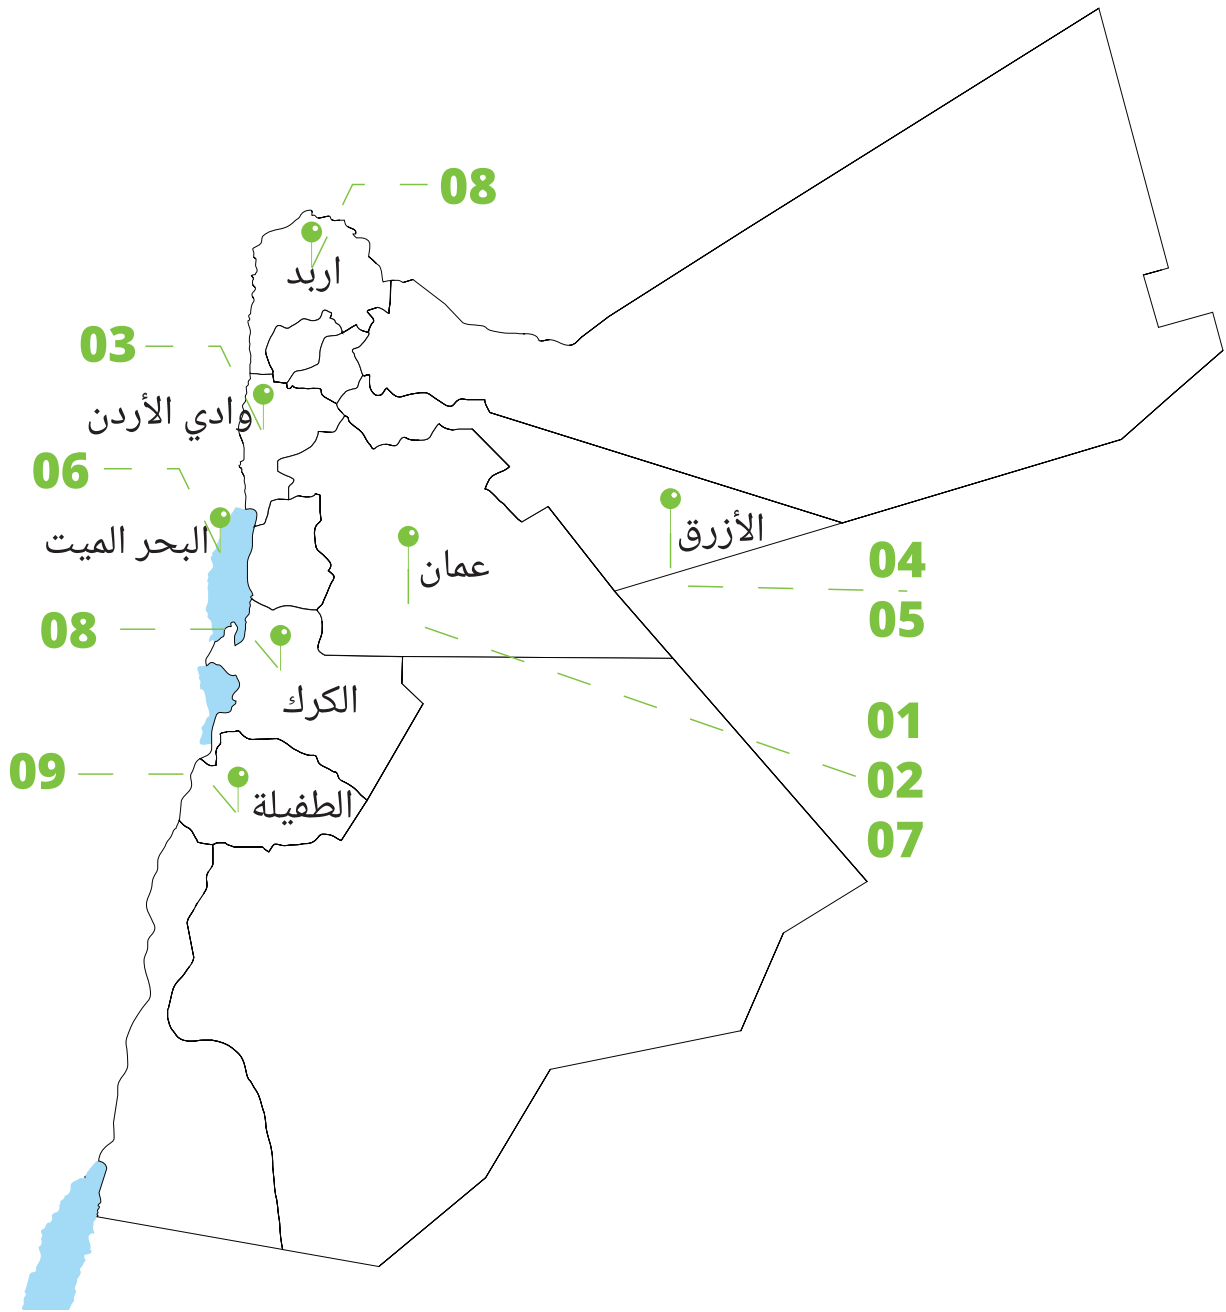 08
اربد
03
وادي الأردن
06
البحر الميت
الأزرق
04
05
عمان
08
الكرك
01
02
07
09
الطفيلة